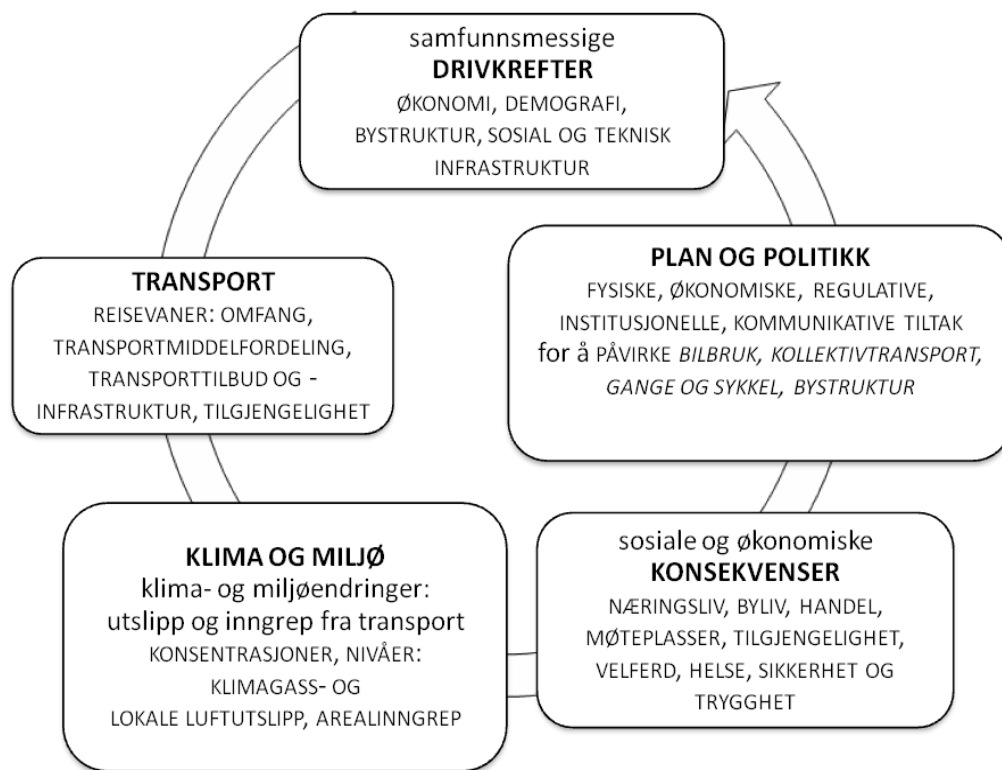 samfunnsmessige
DRIVKREFTER
ØKONOMI, DEMOGRAFI,
BYSTRUKTUR, SOSIAL OG TEKNISK
INFRASTRUKTUR
PLAN OG POLITIKK
FYSISKE, ØKONOMISKE, REGULATIVE,
INSTITUSJONELLE, KOMMUNIKATIVE TILTAK
for å PÅVIRKE BILBRUK, KOLLEKTIVTRANSPORT,
GANGE OG SYKKEL, BYSTRUKTUR
sosiale og økonomiske
KONSEKVENSER
NÆRINGSLIV, BYLIV, HANDEL,
MØTEPLASSER, TILGJENGELIGHET,
VELFERD, HELSE, SIKKERHET OG
TRYGGHET
KLIMA OG MILJØ
klima- og miljøendringer:
utslipp og inngrep fra transport
KONSENTRASJONER, NIVÅER:
KLIMAGASS- OG
LOKALE LUFTUTSLIPP, AREALINNGREP
TRANSPORT
REISEVANER: OMFANG,
TRANSPORTMIDDELFORDELING,
TRANSPORTTILBUD OG -
INFRASTRUKTUR, TILGJENGELIGHET